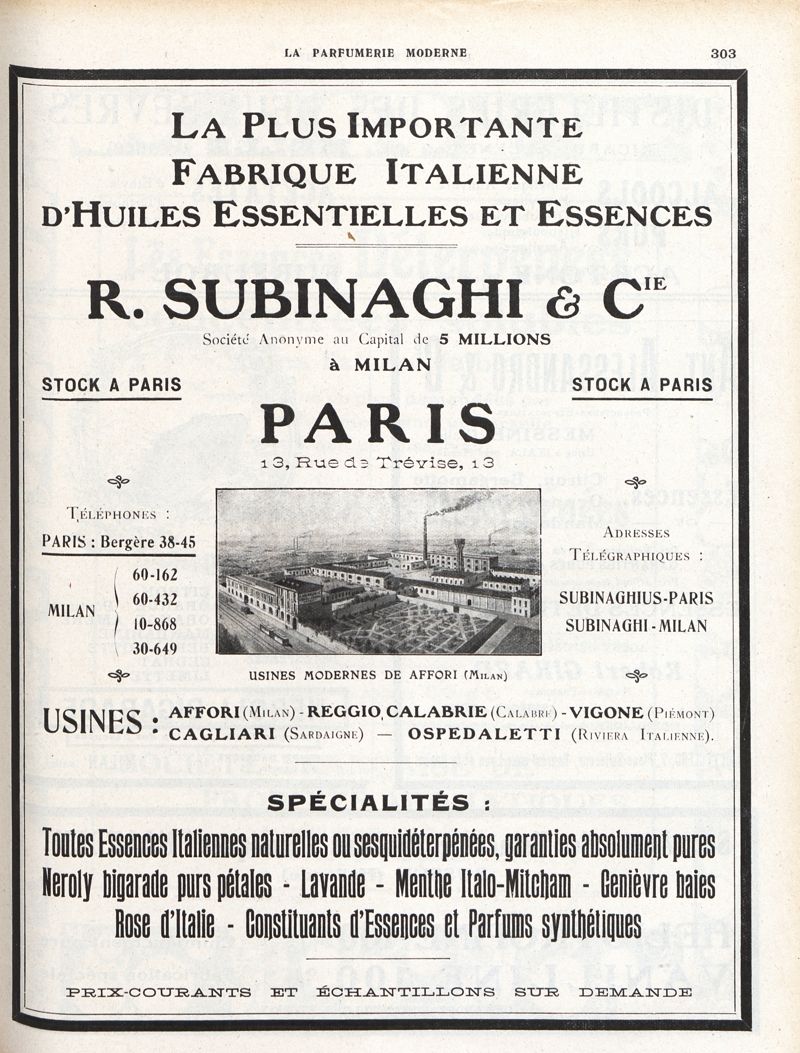 LA PARFUMERIE MODERNE 303
LA PLUS IMPORTANTE
FABRIQUE ITALIENNE
D'HUILES ESSENTIELLES ET ESSENCES
R. SUBINAGHI & CIE
Société Anonyme au Capital de 5 MILLIONS
à MILAN
STOCK A PARIS STOCK A PARIS
PARIS
13, Rue de Trévise, 13
TÉLÉPHONES :
PARIS : Bergère 38-45
MILAN
60-162
60-432
10-868
30-649
ADRESSES
TÉLÉGRAPHIQUES :
SUBINAGHIUS-PARIS
SUBINAGHI-MILAN
USINES MODERNES DE AFFORI (MILAN)
USINES : AFFORI (MILAN) - REGGIO, CALABRIE (CALABRE) - VIGONE (PIÉMONT)
CAGLIARI (SARDAIGNE) — OSPEDALETTI (RIVIERA ITALIENNE).
SPÉCIALITÉS :
Toutes Essences Italiennes naturelles ou sesquidéterpénées, garanties absolument pures
Neroly bigarade purs pétales - Lavande - Menthe Italo-Mitcham - Genièvre baies
Rose d'Italie - Constituants d'Essences et Parfums synthétiques
PRIX-COURANTS ET ÉCHANTILLONS SUR DEMANDE